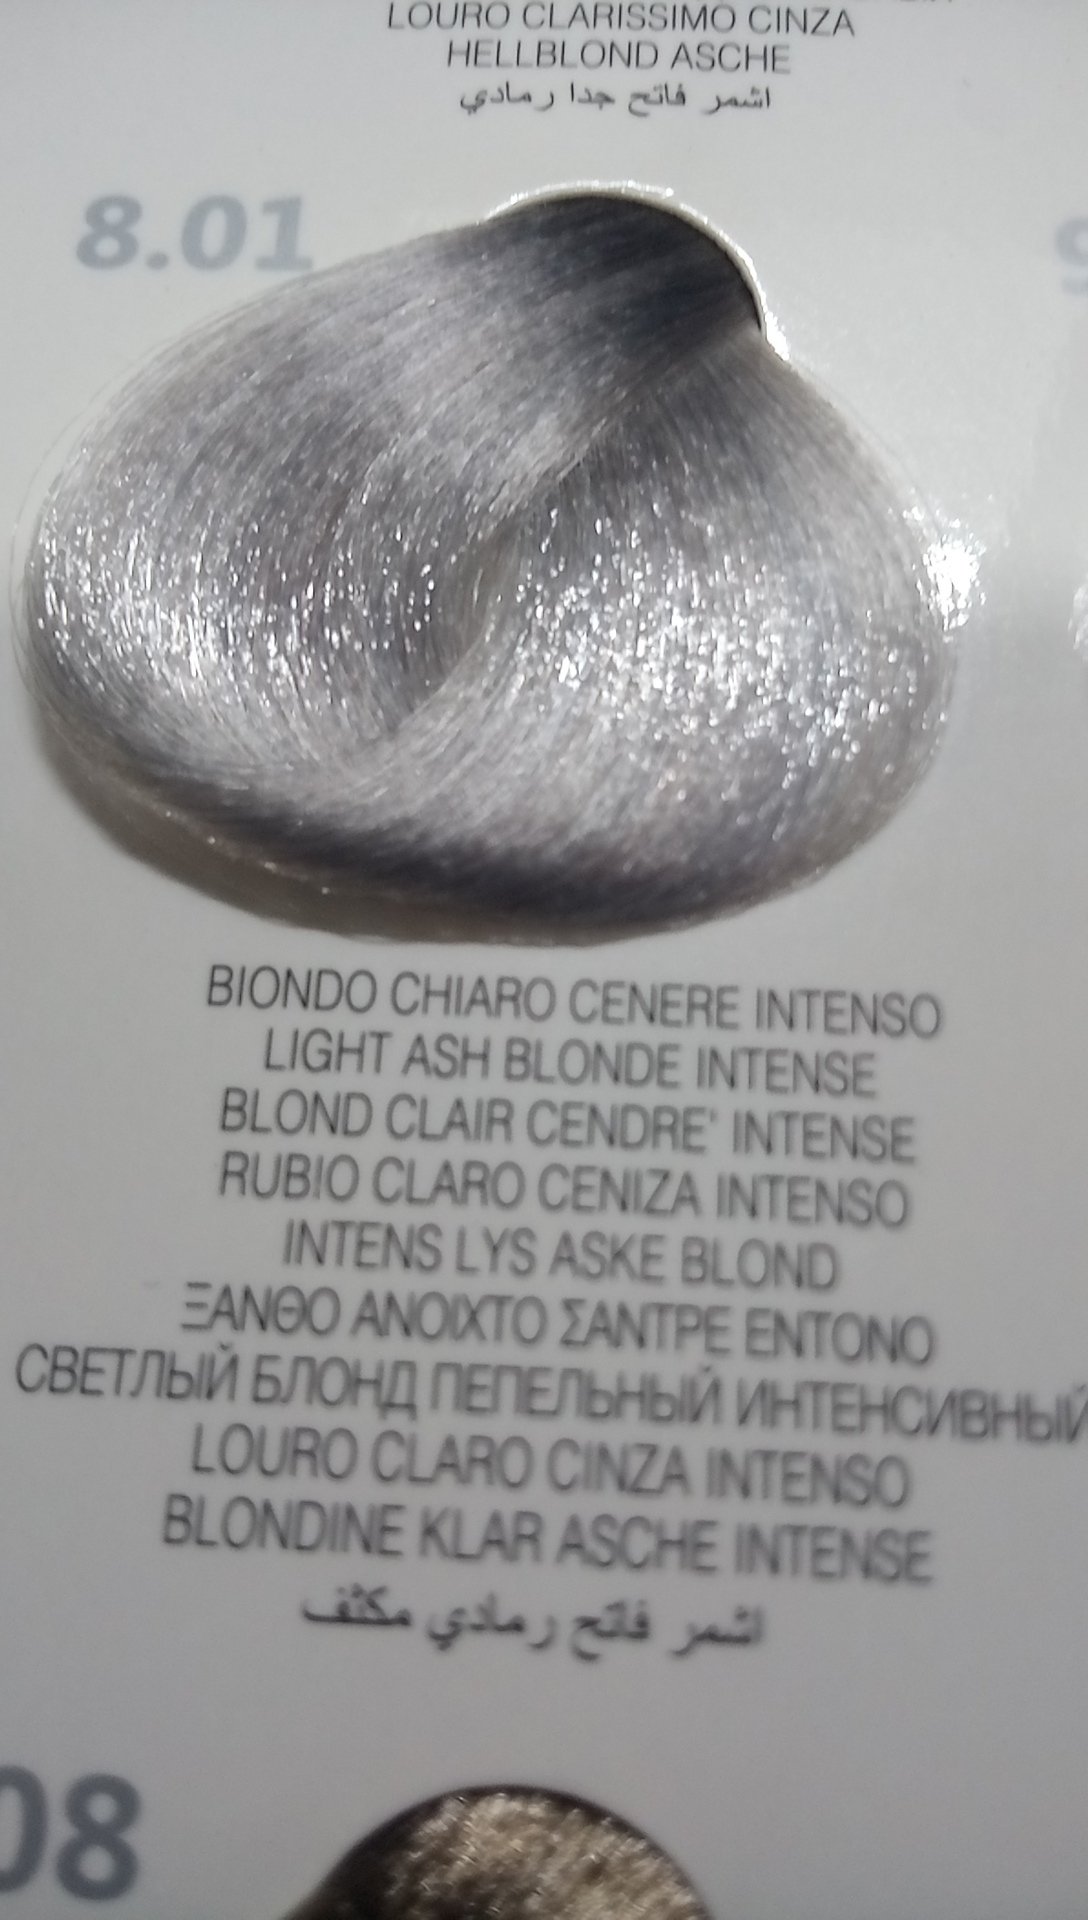 LOURO CLARISSIMO CINZA
HELLBLOND ASCHE
اشمر فاتح جدا رمادي
8.01
BIONDO CHIARO CENERE INTENSO
LIGHT ASH BLONDE INTENSE
BLOND CLAIR CENDRE' INTENSE
RUBIO CLARO CENIZA INTENSO
INTENS LYS ASKE BLOND
ΞΑΝΘΟ ΑΝΟΙΧΤΟ ΣΑΝΤΡΕ ΕΝΤΟΝΟ
СВЕТЛЫЙ БЛОНД ПЕПЕЛЬНЫЙ ИНТЕНСИВНЫЙ
LOURO CLARO CINZA INTENSO
BLONDINE KLAR ASCHE INTENSE
اشمر فاتح رمادي مكثف
08